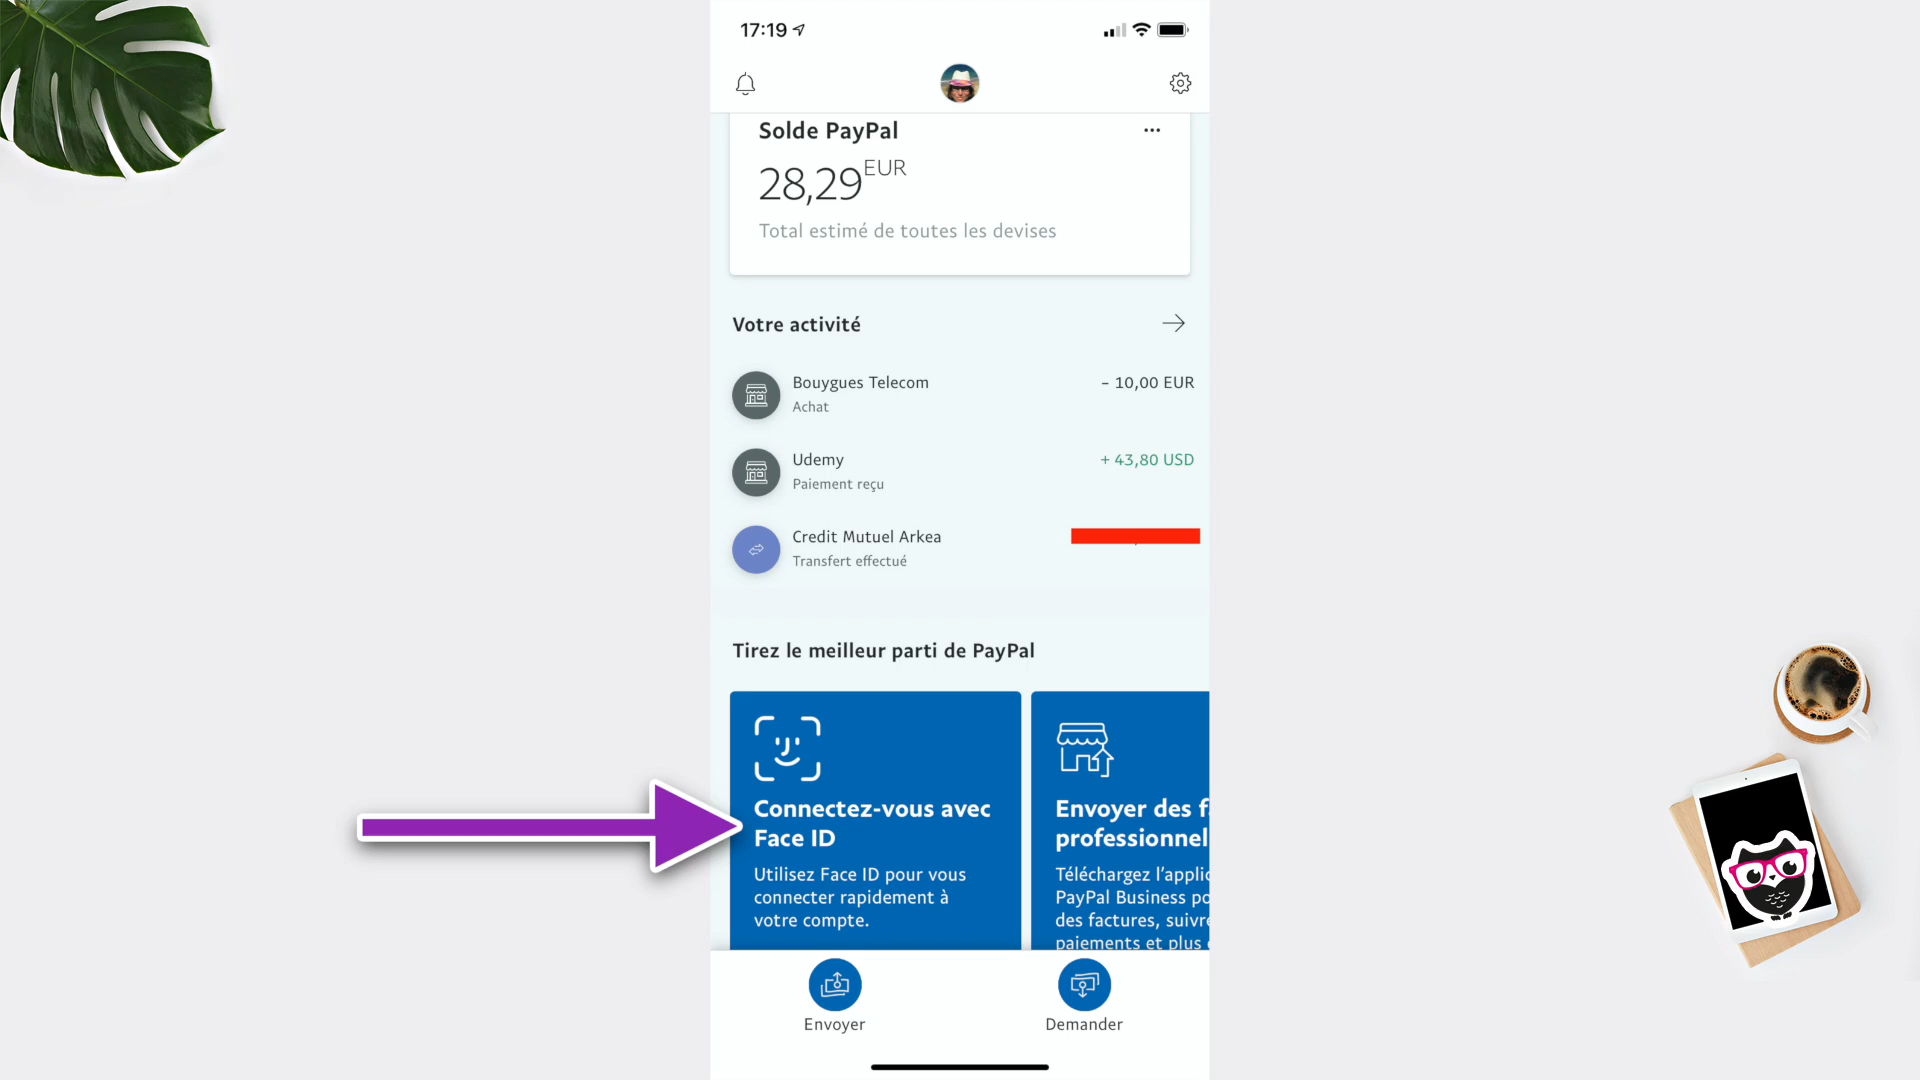 17:19
Solde PayPal
28,29 EUR
Total estimé de toutes les devises
Votre activité
Bouygues Telecom
- 10,00 EUR
Achat
Udemy
+ 43,80 USD
Paiement reçu
Credit Mutuel Arkea
Transfert effectué
Tirez le meilleur parti de PayPal
Connectez-vous avec
Face ID
Utilisez Face ID pour vous
connecter rapidement à
votre compte.
Envoyer des f
professionnel
Téléchargez l'applic
PayPal Business po
des factures, suivre
paiements et plus
Envoyer
Demander